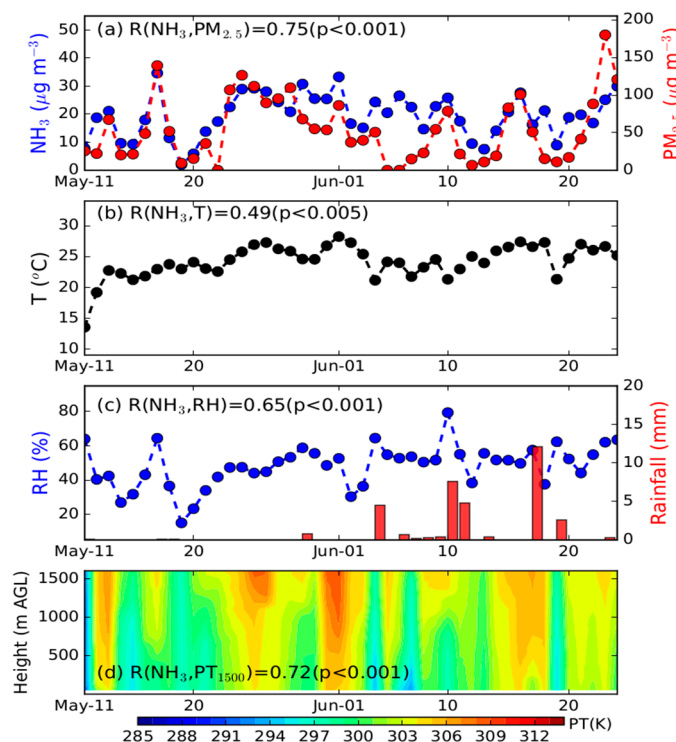 (a) R(NH₃,PM₂.₅)=0.75(p<0.001)
NH₃ (μg m⁻³)
50
40
30
20
10
0
PM₂.₅ (μg m⁻³)
200
150
100
50
0
May-11 20 Jun-01 10 20
(b) R(NH₃,T)=0.49(p<0.005)
T (°C)
30
25
20
15
10
May-11 20 Jun-01 10 20
(c) R(NH₃,RH)=0.65(p<0.001)
RH (%)
80
60
40
20
Rainfall (mm)
20
15
10
5
0
May-11 20 Jun-01 10 20
Height (m AGL)
1500
1000
500
(d) R(NH₃,PT₁₅₀₀)=0.72(p<0.001)
May-11 20 Jun-01 10 20
PT(K)
285 288 291 294 297 300 303 306 309 312